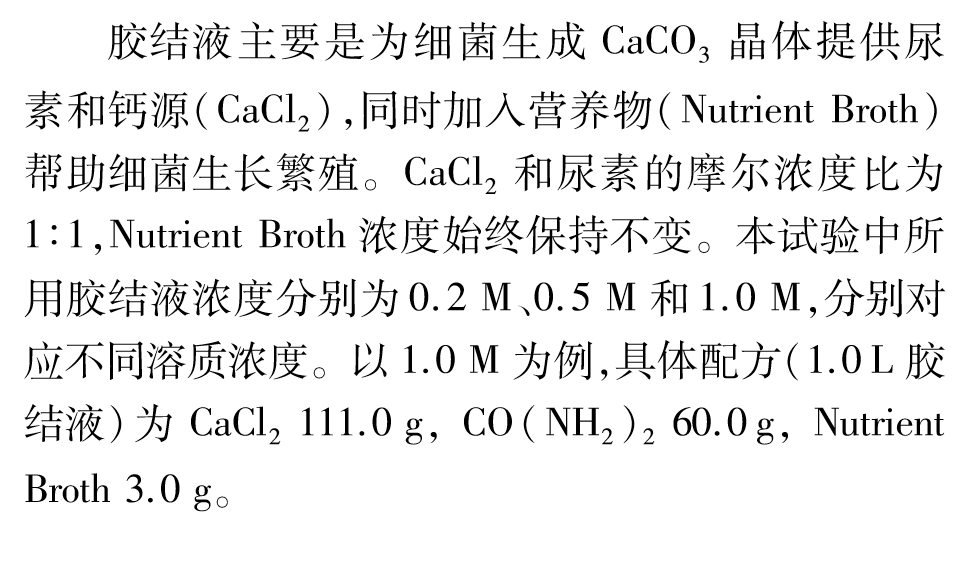 胶结液主要是为细菌生成 CaCO₃ 晶体提供尿
素和钙源(CaCl₂),同时加入营养物(Nutrient Broth)
帮助细菌生长繁殖。CaCl₂ 和尿素的摩尔浓度比为
1∶1,Nutrient Broth 浓度始终保持不变。本试验中所
用胶结液浓度分别为 0.2 M、0.5 M 和 1.0 M,分别对
应不同溶质浓度。以 1.0 M 为例,具体配方(1.0 L 胶
结液)为 CaCl₂ 111.0 g, CO(NH₂)₂ 60.0 g, Nutrient
Broth 3.0 g。